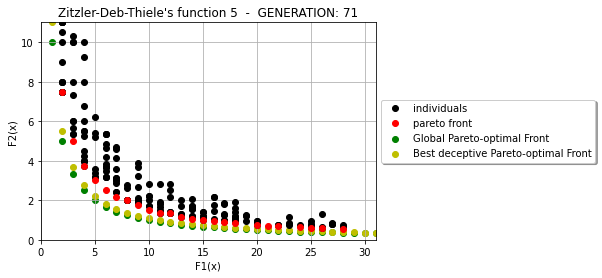 Zitzler-Deb-Thiele's function 5 - GENERATION: 71
10
8
6
4
2
0
F2(x)
0 5 10 15 20 25 30
F1(x)
individuals
pareto front
Global Pareto-optimal Front
Best deceptive Pareto-optimal Front